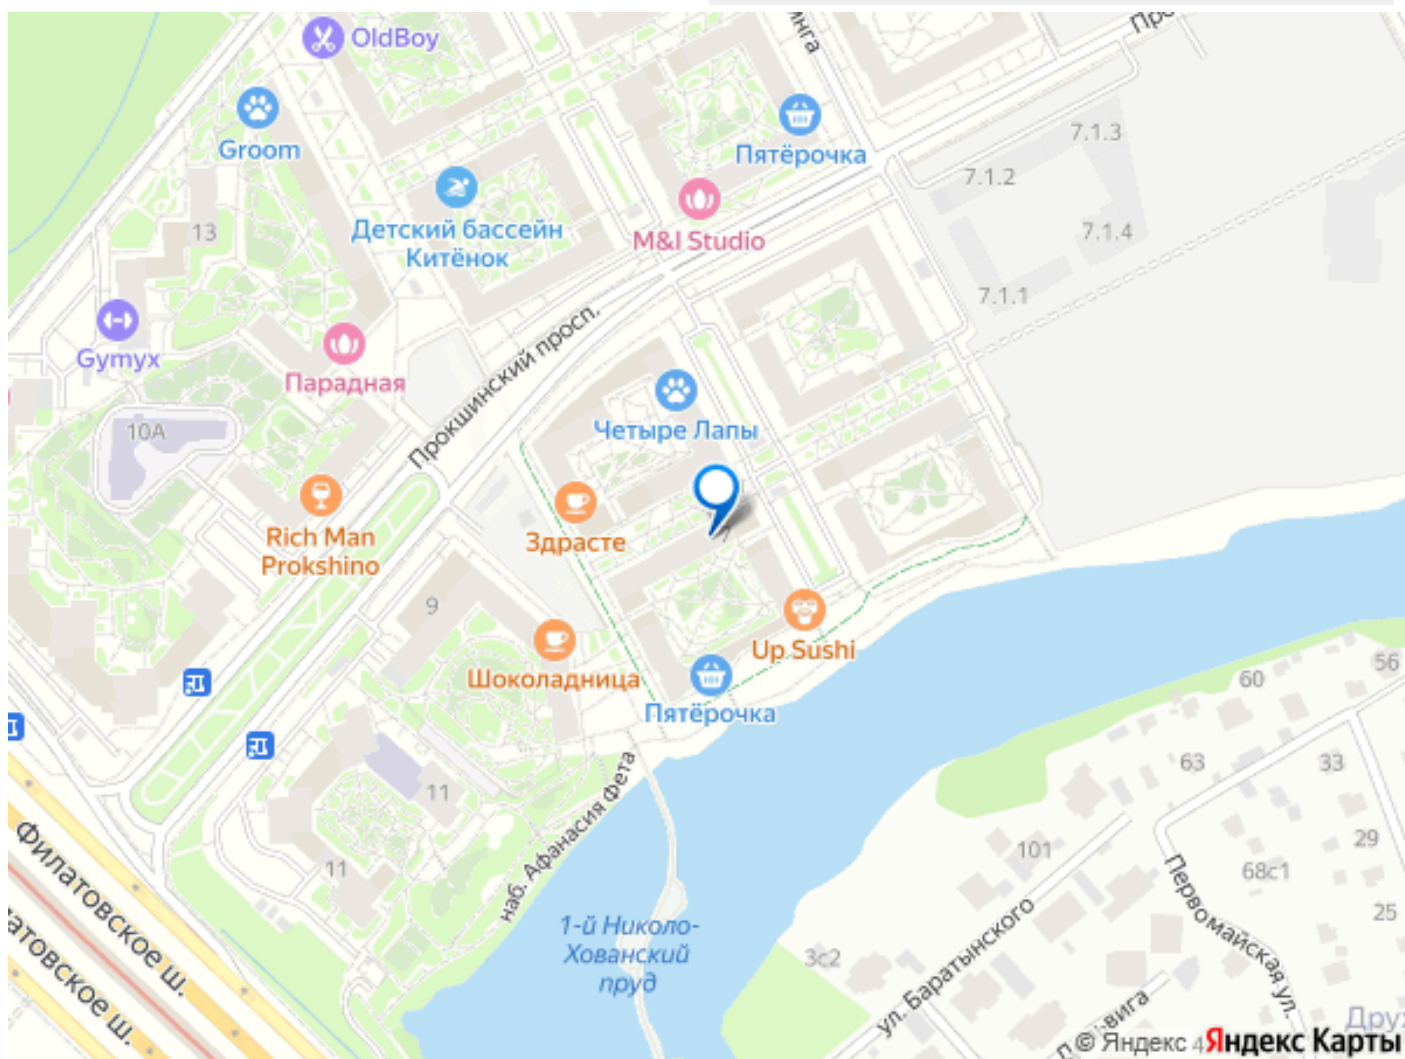 OldBoy
Groom
Пятёрочка
7.1.3
7.1.2
Детский бассейн
Китёнок
M&I Studio
7.1.4
13
7.1.1
Gymyx
Парадная
Прокшинский просп.
Четыре Лапы
10А
Здрасте
Rich Man
Prokshino
7
9
Up Sushi
Шоколадница
Пятёрочка
56
60
63
33
11
наб. Афанасия Фета
29
101
68с1
11
Филатовское ш.
25
1-й Николо-
Хованский
пруд
3с2
ул. Баратынского
Первомайская ул.
© Яндекс
Яндекс Карты